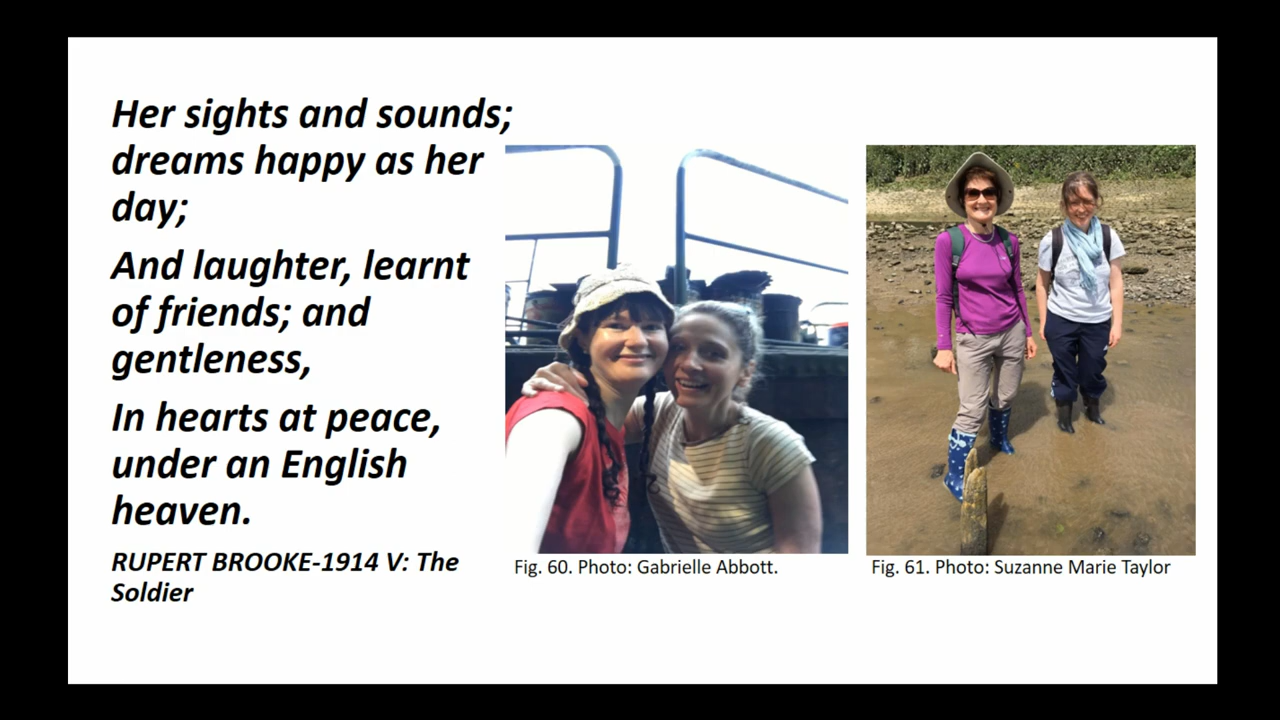 Her sights and sounds;
dreams happy as her
day;
And laughter, learnt
of friends; and
gentleness,
In hearts at peace,
under an English
heaven.
RUPERT BROOKE-1914 V: The
Soldier
Fig. 60. Photo: Gabrielle Abbott.
Fig. 61. Photo: Suzanne Marie Taylor